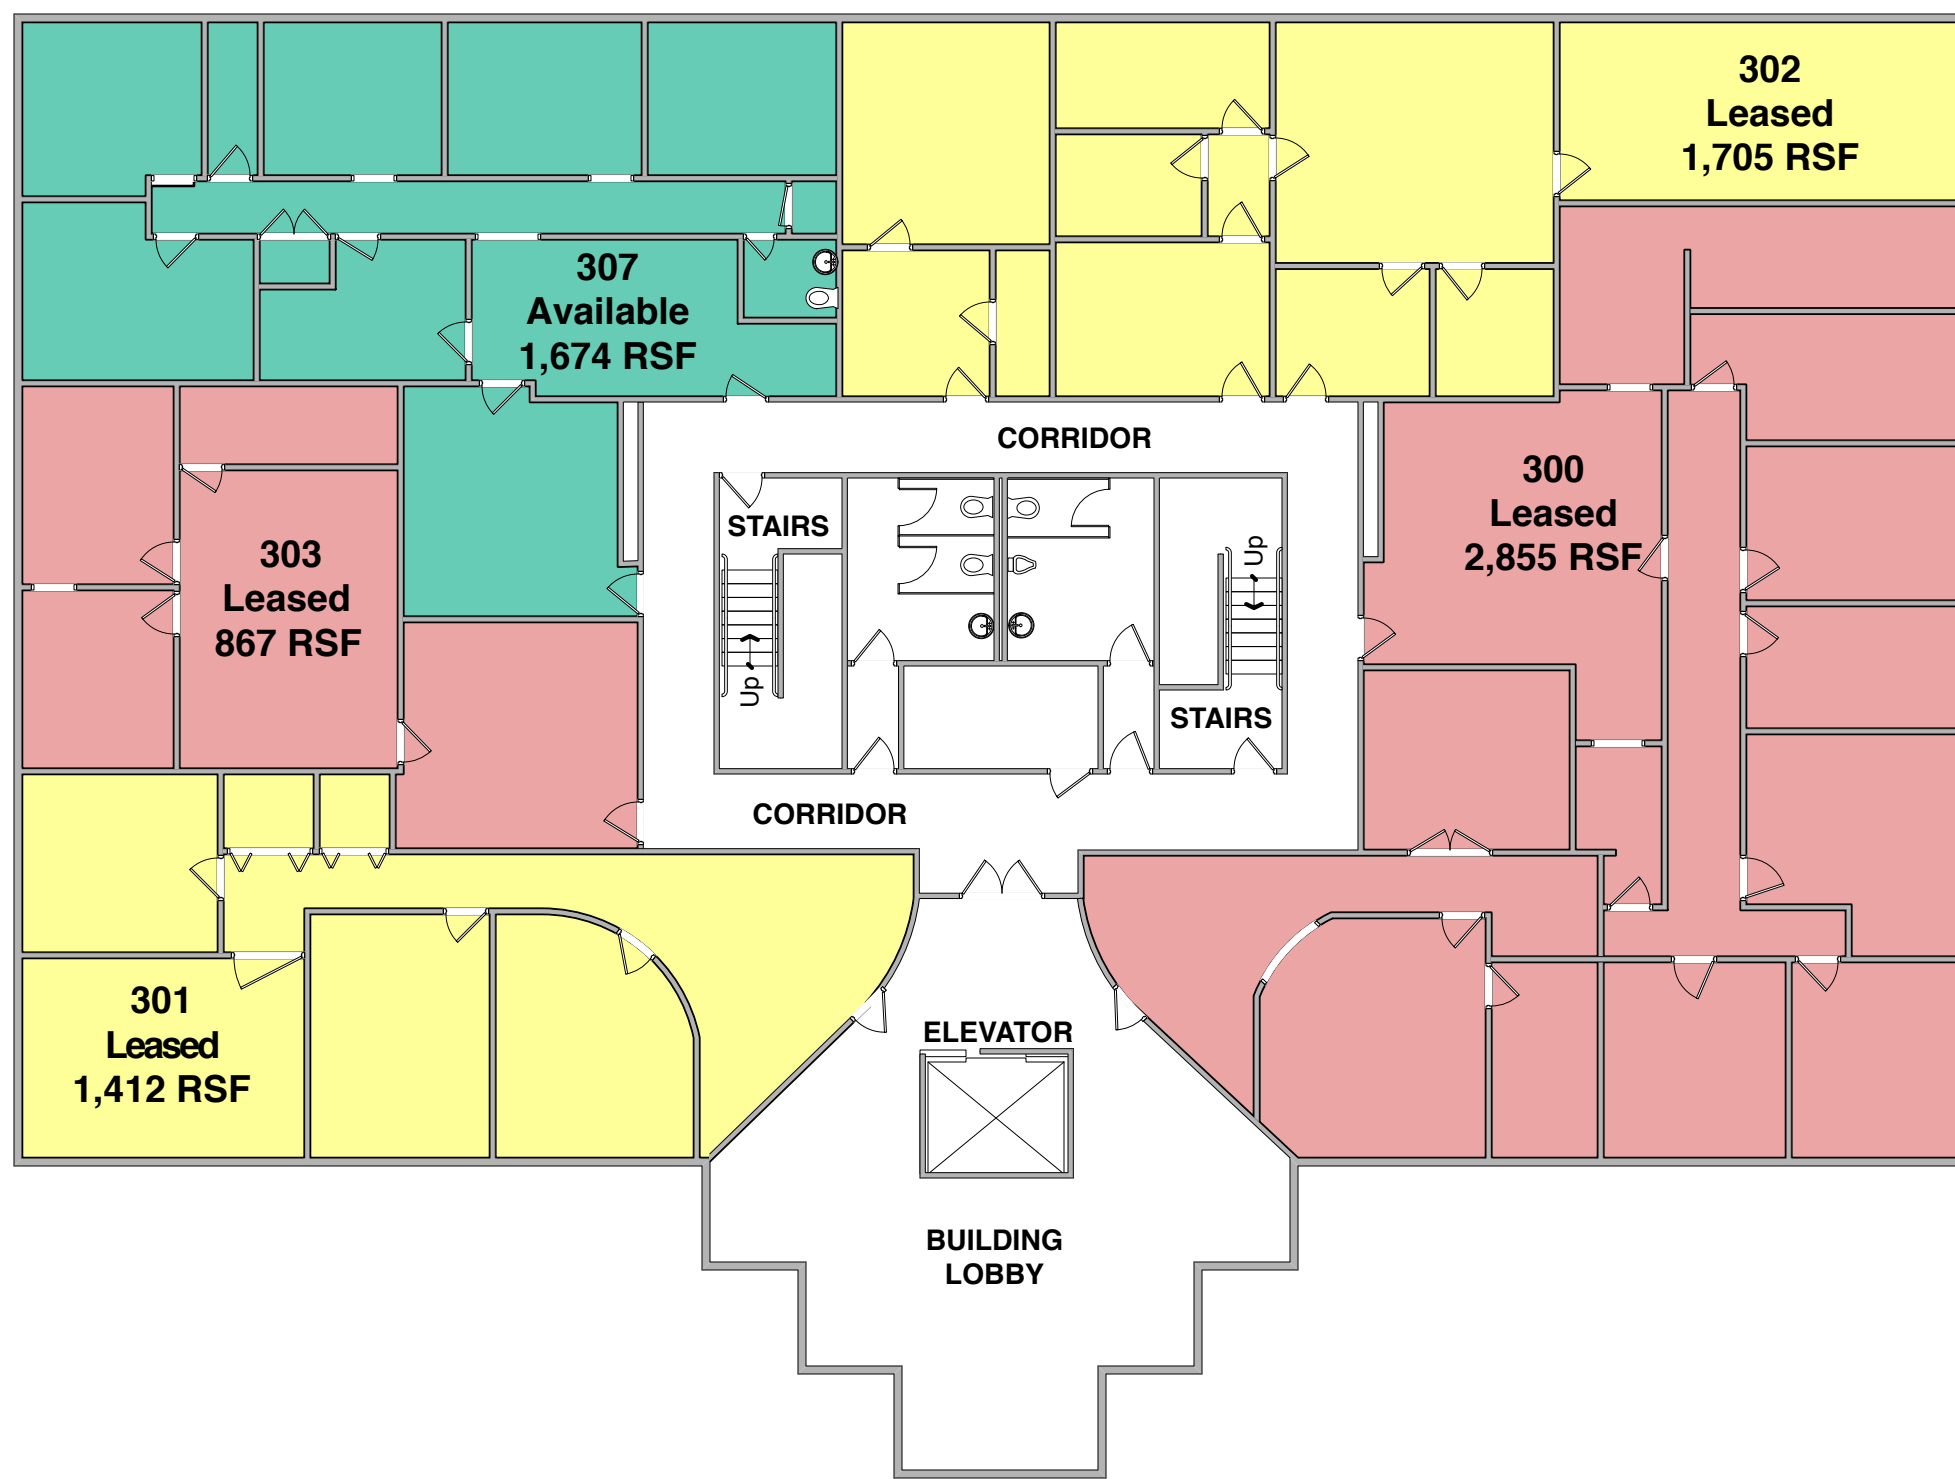 302
Leased
1,705 RSF
307
Available
1,674 RSF
CORRIDOR
300
Leased
2,855 RSF
STAIRS
Up
303
Leased
867 RSF
Up
STAIRS
CORRIDOR
301
Leased
1,412 RSF
ELEVATOR
BUILDING
LOBBY